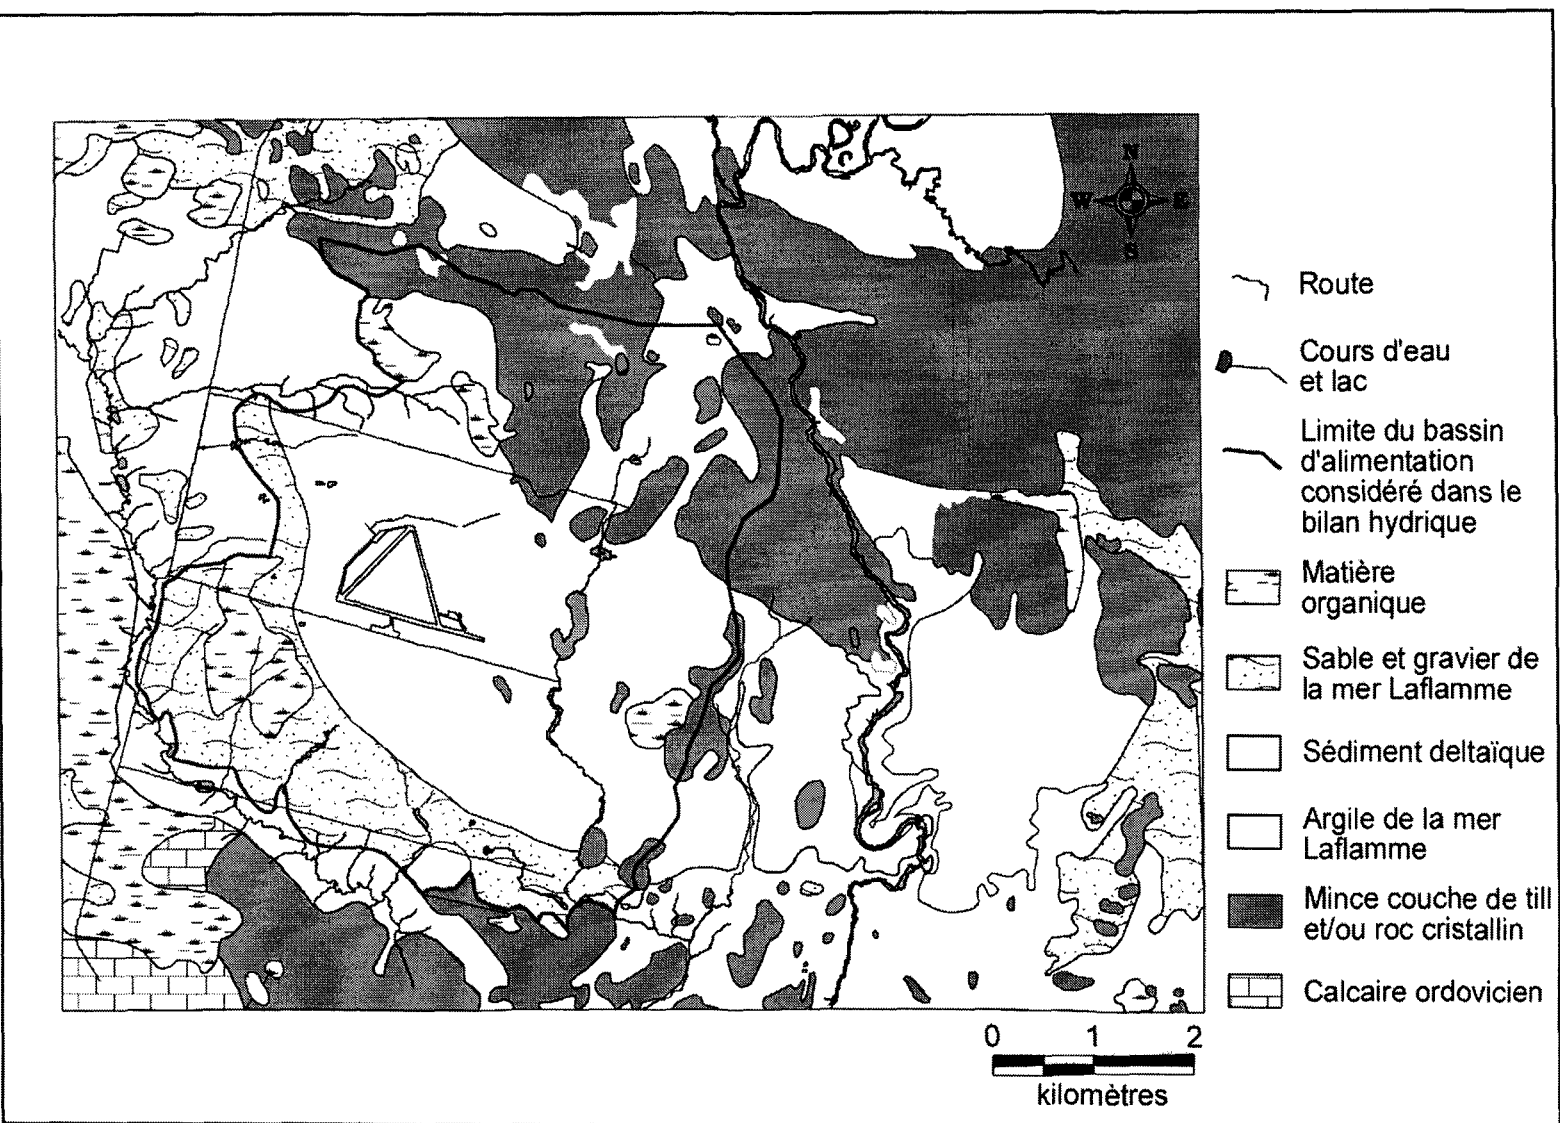 N
W E
S
Route
Cours d'eau
et lac
Limite du bassin
d'alimentation
considéré dans le
bilan hydrique
Matière
organique
Sable et gravier de
la mer Laflamme
Sédiment deltaïque
Argile de la mer
Laflamme
Mince couche de till
et/ou roc cristallin
Calcaire ordovicien
0 1 2
kilomètres